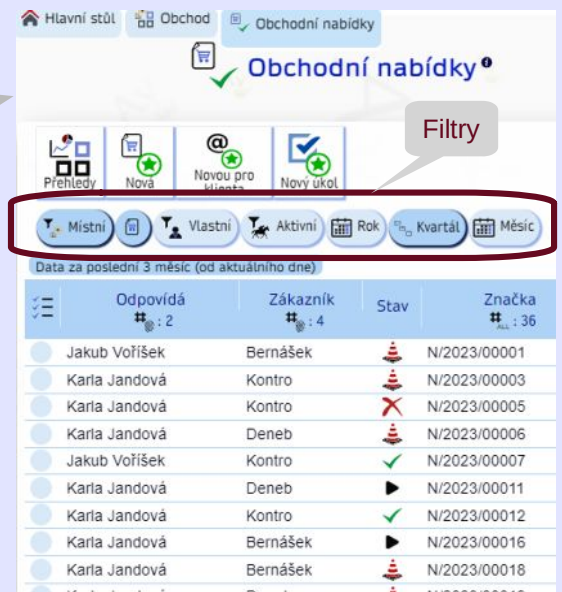 Hlavní stůl Obchod Obchodní nabídky
Obchodní nabídky
Filtry
@
Přehledy Nová Novou pro klienta Nový úkol
Místní Vlastní Aktivní Rok Kvartál Měsíc
Data za poslední 3 měsíc (od aktuálního dne)
Odpovídá Zákazník Stav Značka
#@ : 2 #@ : 4 #ALL : 36
Jakub Voříšek Bernášek N/2023/00001
Karla Jandová Kontro N/2023/00003
Karla Jandová Kontro N/2023/00005
Karla Jandová Deneb N/2023/00006
Jakub Voříšek Kontro N/2023/00007
Karla Jandová Deneb N/2023/00011
Karla Jandová Kontro N/2023/00012
Karla Jandová Bernášek N/2023/00016
Karla Jandová Bernášek N/2023/00018